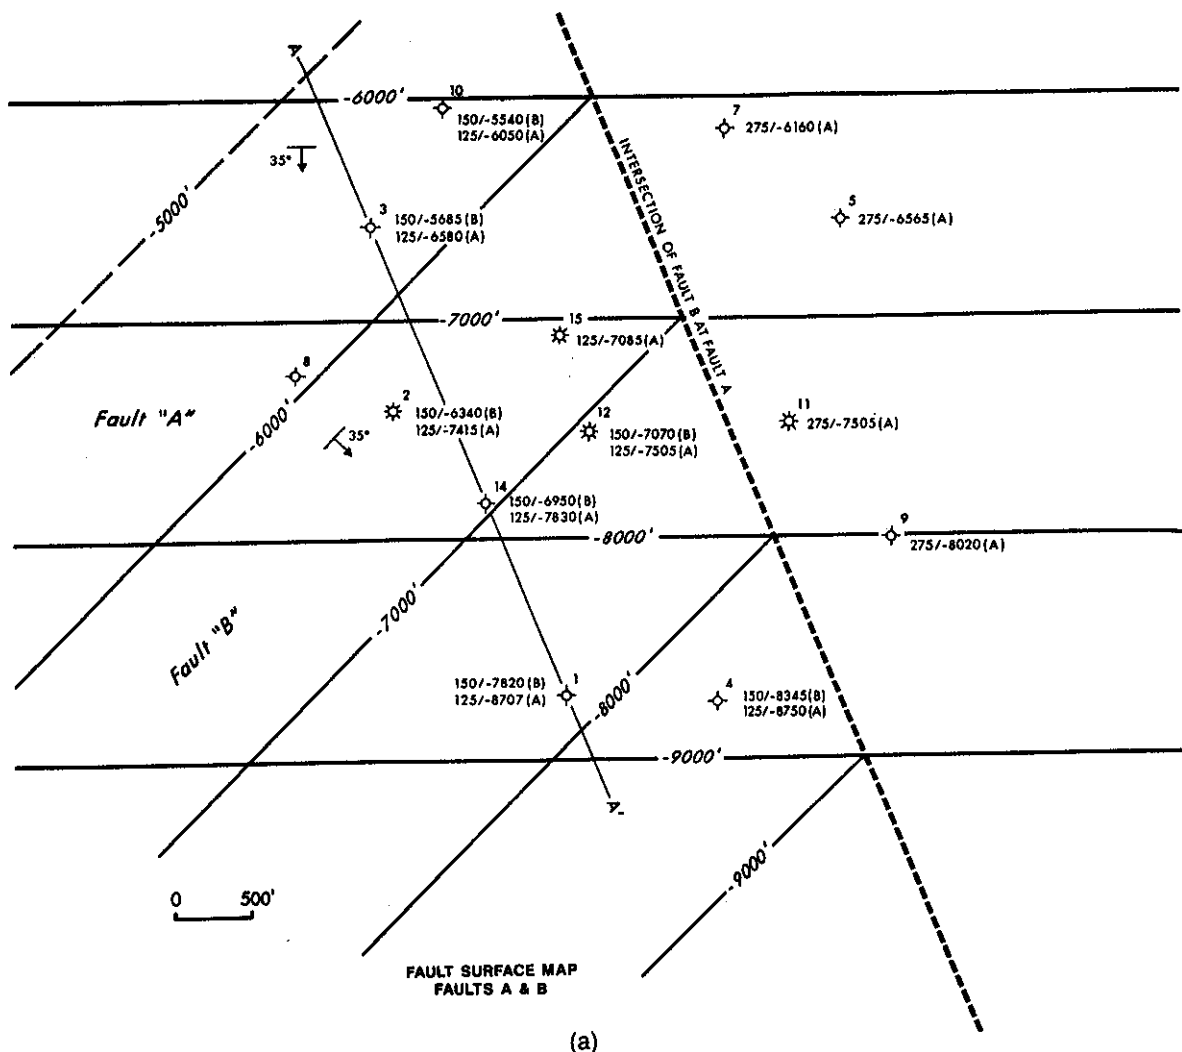 A
-6000'
10
150/-5540 (B)
125/-6050 (A)
7
275/-6160 (A)
35°
INTERSECTION OF FAULT B AT FAULT A
-5000'
3
150/-5685 (B)
125/-6580 (A)
5
275/-6565 (A)
-7000'
15
125/-7085 (A)
8
Fault "A"
-6000'
2
150/-6340 (B)
125/-7415 (A)
35°
12
150/-7070 (B)
125/-7505 (A)
11
275/-7505 (A)
14
150/-6950 (B)
125/-7830 (A)
-8000'
9
275/-8020 (A)
-7000'
Fault "B"
150/-7820 (B)
125/-8707 (A)
1
-8000'
4
150/-8345 (B)
125/-8750 (A)
-9000'
A'
-9000'
0 500'
FAULT SURFACE MAP
FAULTS A & B
(a)